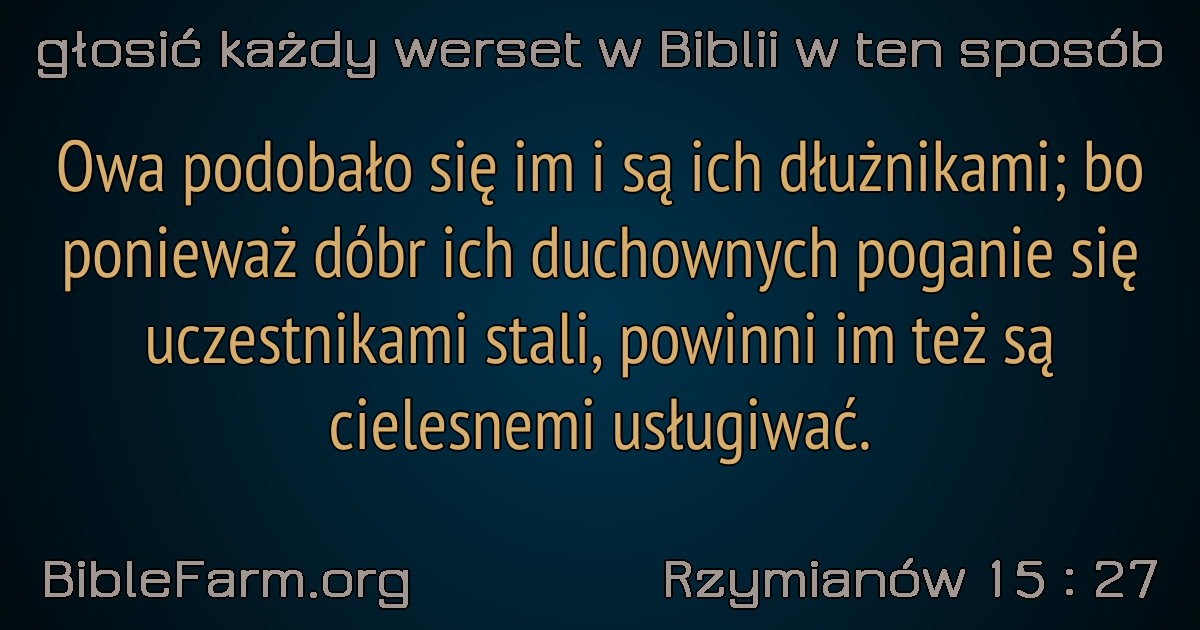 głosić każdy werset w Biblii w ten sposób
Owa podobało się im i są ich dłużnikami; bo
ponieważ dóbr ich duchownych poganie się
uczestnikami stali, powinni im też są
cielesnemi usługiwać.
BibleFarm.org
Rzymianów 15 : 27